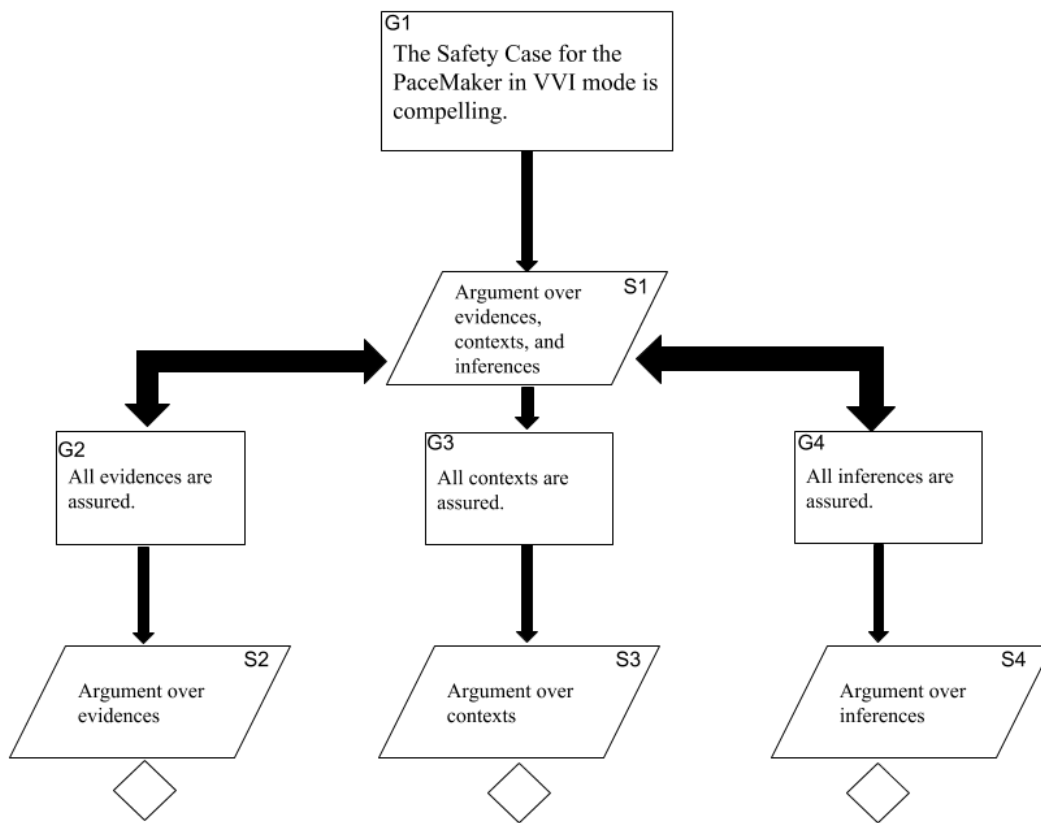 G1
The Safety Case for the
PaceMaker in VVI mode is
compelling.
S1
Argument over
evidences,
contexts, and
inferences
G2
All evidences are
assured.
G3
All contexts are
assured.
G4
All inferences are
assured.
S2
Argument over
evidences
S3
Argument over
contexts
S4
Argument over
inferences